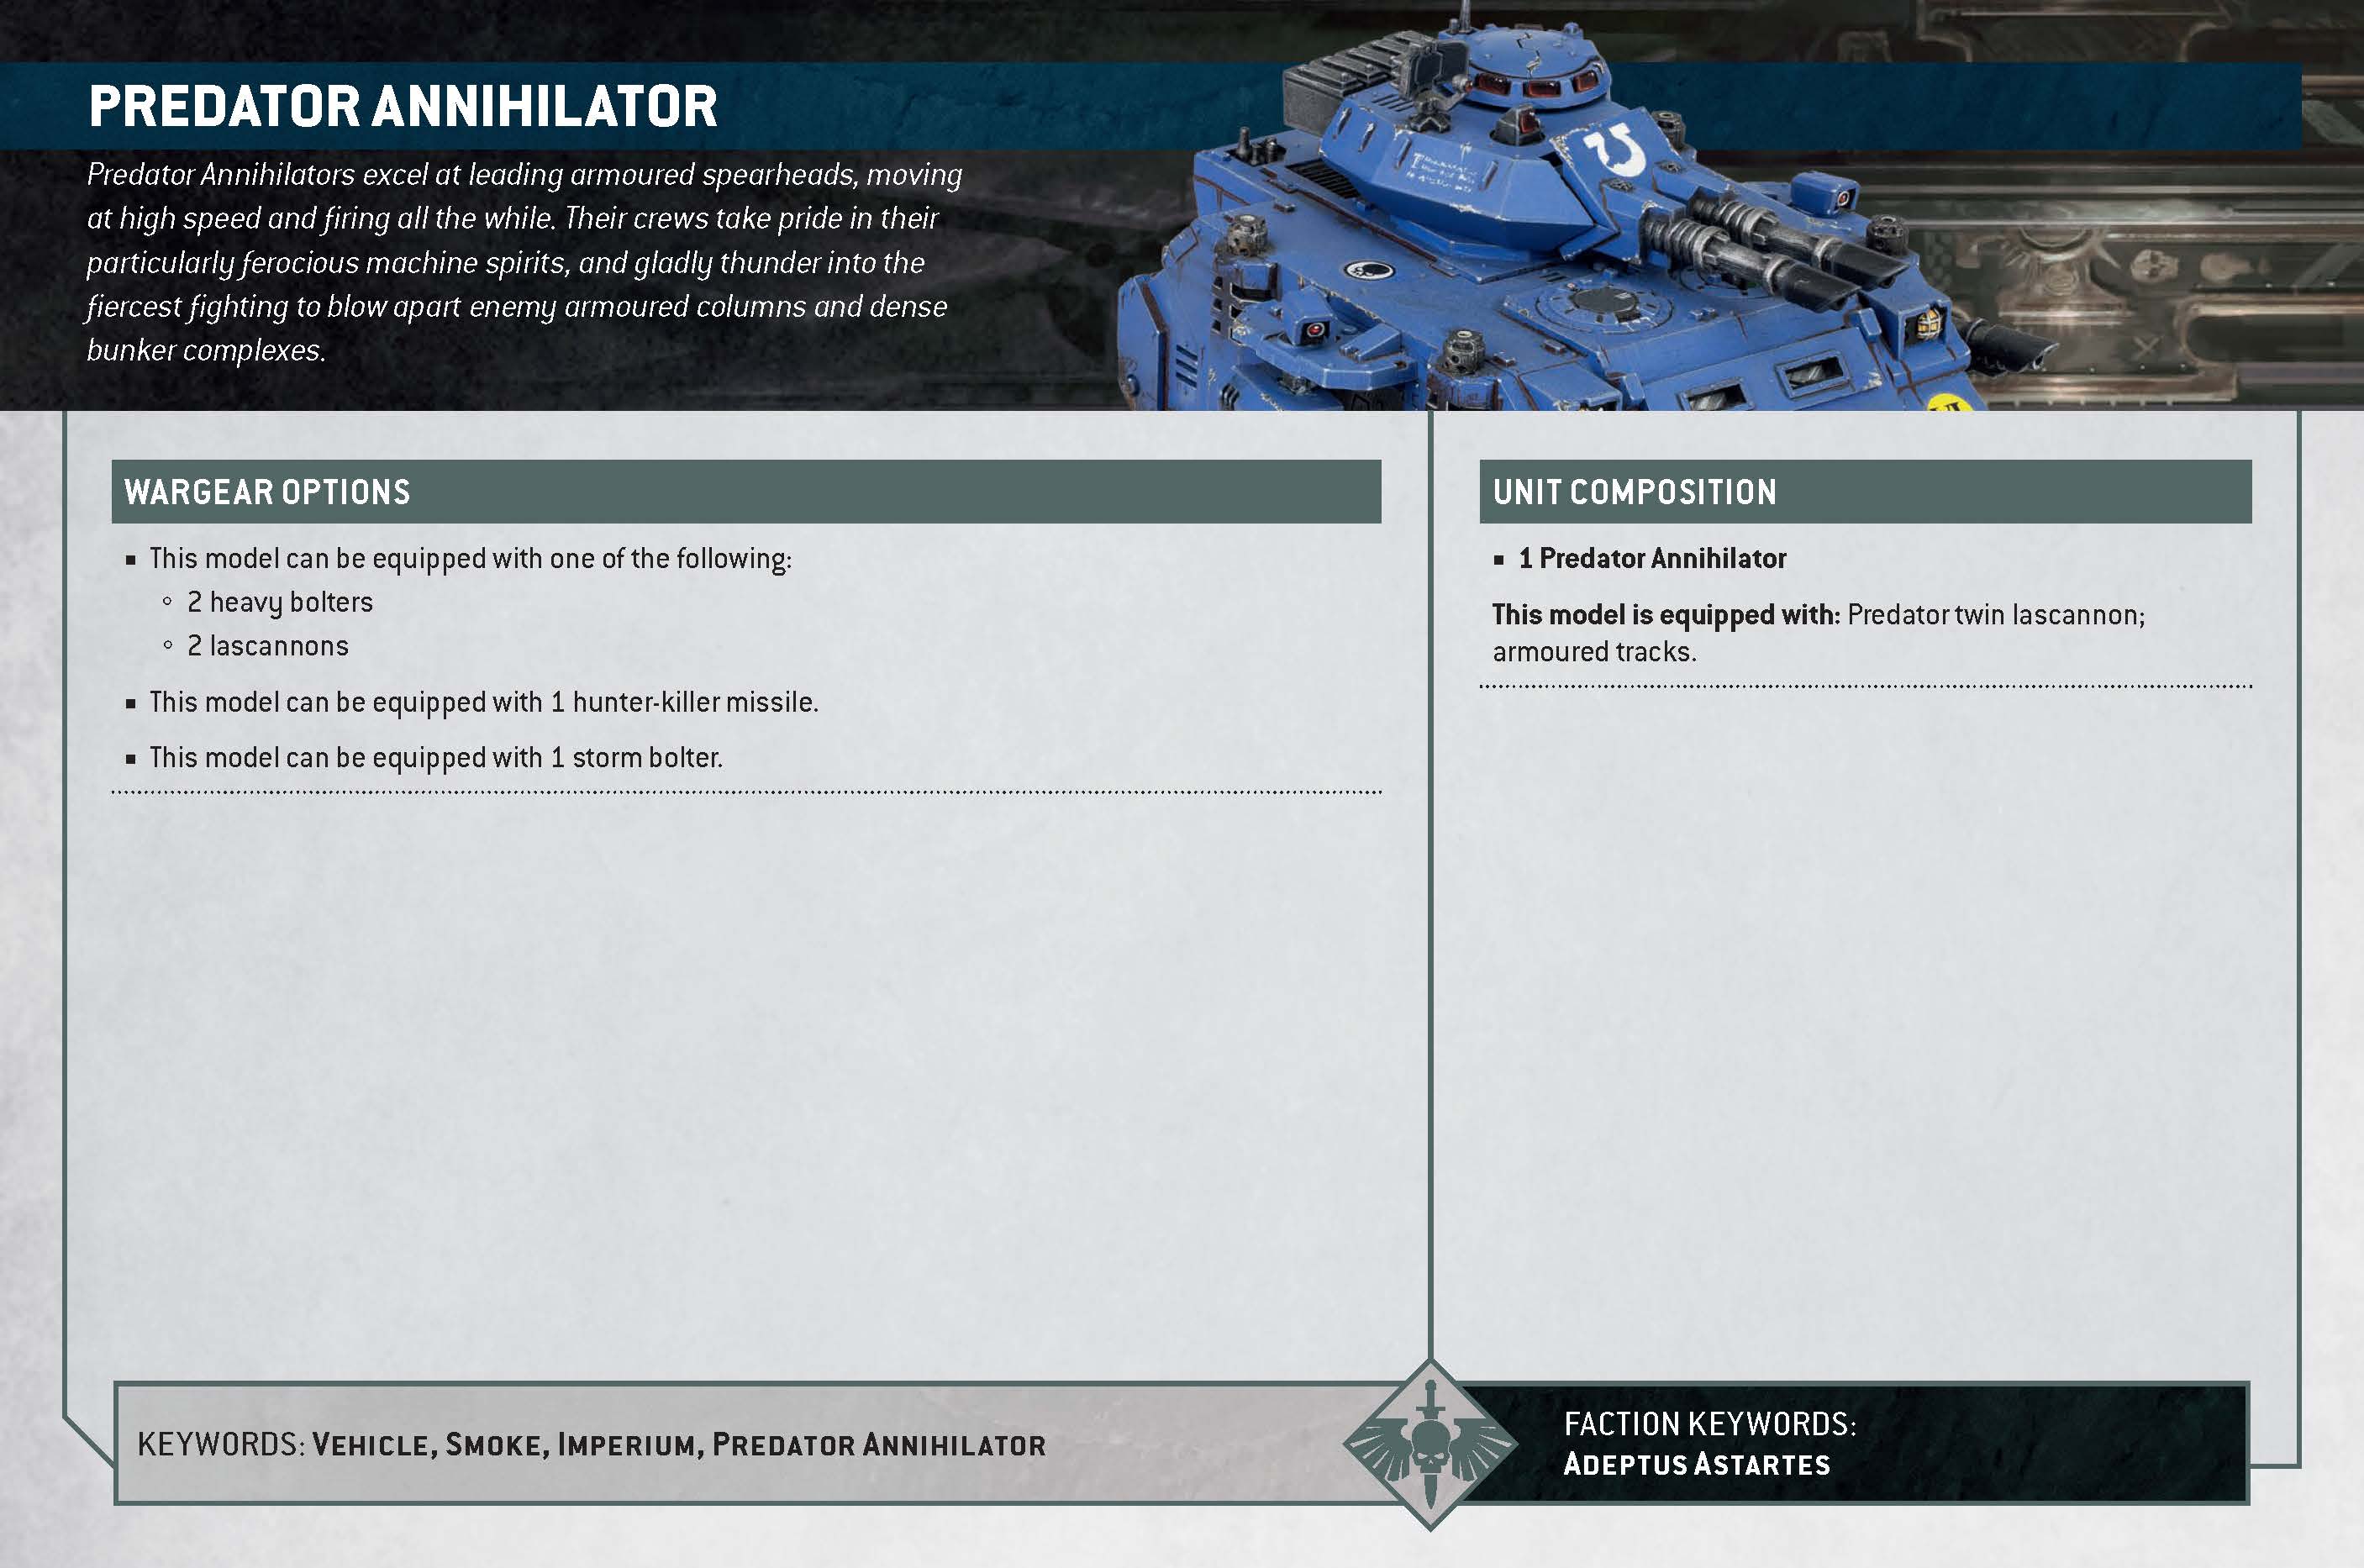 PREDATOR ANNIHILATOR
Predator Annihilators excel at leading armoured spearheads, moving
at high speed and firing all the while. Their crews take pride in their
particularly ferocious machine spirits, and gladly thunder into the
fiercest fighting to blow apart enemy armoured columns and dense
bunker complexes.
WARGEAR OPTIONS
▪ This model can be equipped with one of the following:
◦ 2 heavy bolters
◦ 2 lascannons
▪ This model can be equipped with 1 hunter-killer missile.
▪ This model can be equipped with 1 storm bolter.
UNIT COMPOSITION
▪ 1 Predator Annihilator
This model is equipped with: Predator twin lascannon;
armoured tracks.
KEYWORDS: VEHICLE, SMOKE, IMPERIUM, PREDATOR ANNIHILATOR
FACTION KEYWORDS:
ADEPTUS ASTARTES